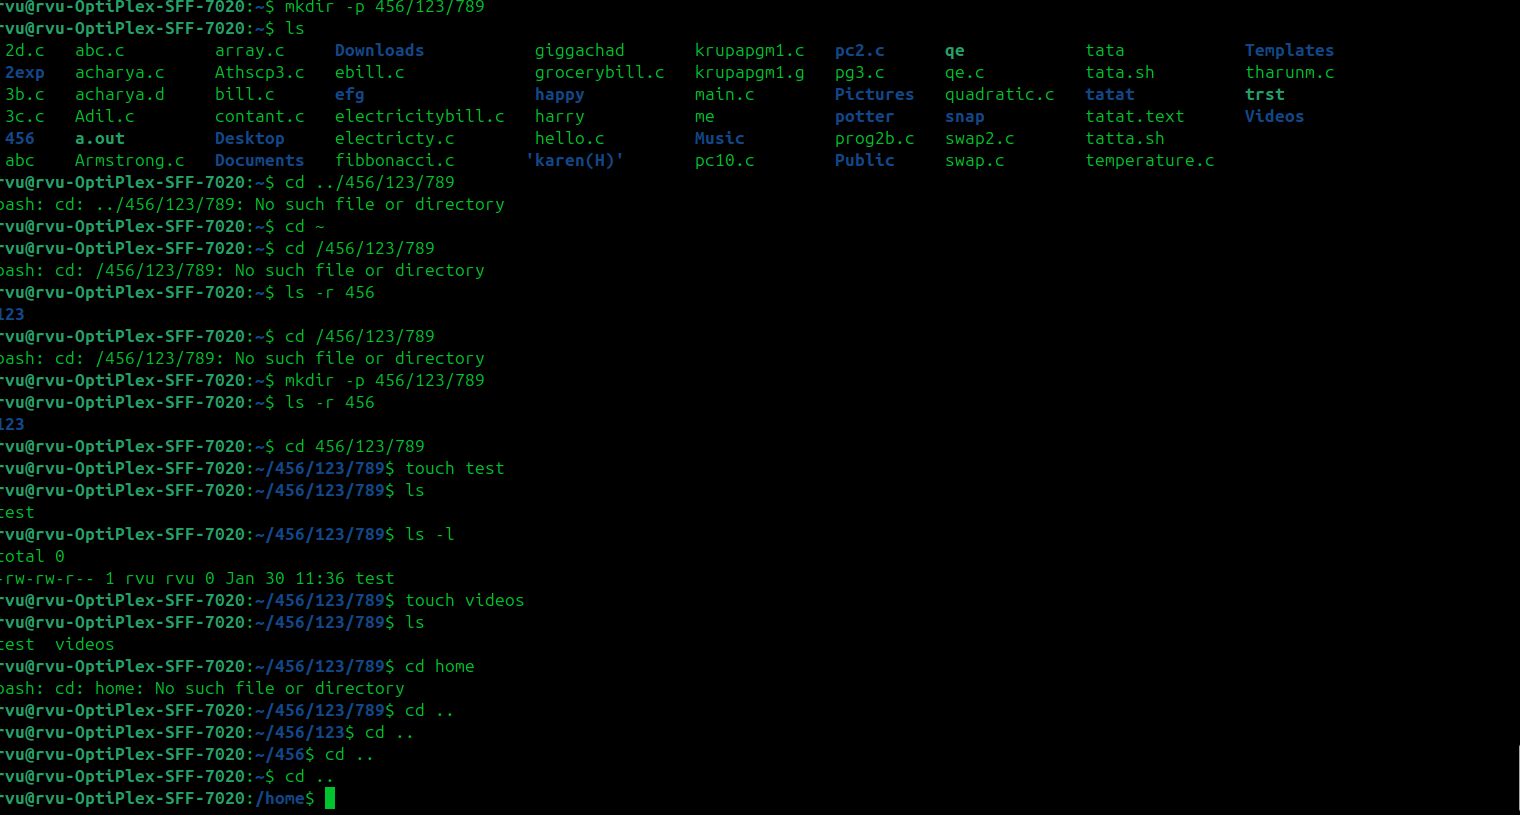 rvu@rvu-OptiPlex-SFF-7020:~$ mkdir -p 456/123/789
rvu@rvu-OptiPlex-SFF-7020:~$ ls
2d.c abc.c array.c Downloads giggachad krupapgm1.c pc2.c qe tata Templates
2exp acharya.c Athscp3.c ebill.c grocerybill.c krupapgm1.g pg3.c qe.c tata.sh tharunm.c
3b.c acharya.d bill.c efg happy main.c Pictures quadratic.c tatat trst
3c.c Adil.c contant.c electricitybill.c harry me potter snap tatat.text Videos
456 a.out Desktop electricty.c hello.c Music prog2b.c swap2.c tatta.sh
abc Armstrong.c Documents fibbonacci.c 'karen(H)' pc10.c Public swap.c temperature.c
rvu@rvu-OptiPlex-SFF-7020:~$ cd ../456/123/789
bash: cd: ../456/123/789: No such file or directory
rvu@rvu-OptiPlex-SFF-7020:~$ cd ~
rvu@rvu-OptiPlex-SFF-7020:~$ cd /456/123/789
bash: cd: /456/123/789: No such file or directory
rvu@rvu-OptiPlex-SFF-7020:~$ ls -r 456
123
rvu@rvu-OptiPlex-SFF-7020:~$ cd /456/123/789
bash: cd: /456/123/789: No such file or directory
rvu@rvu-OptiPlex-SFF-7020:~$ mkdir -p 456/123/789
rvu@rvu-OptiPlex-SFF-7020:~$ ls -r 456
123
rvu@rvu-OptiPlex-SFF-7020:~$ cd 456/123/789
rvu@rvu-OptiPlex-SFF-7020:~/456/123/789$ touch test
rvu@rvu-OptiPlex-SFF-7020:~/456/123/789$ ls
test
rvu@rvu-OptiPlex-SFF-7020:~/456/123/789$ ls -l
total 0
-rw-rw-r-- 1 rvu rvu 0 Jan 30 11:36 test
rvu@rvu-OptiPlex-SFF-7020:~/456/123/789$ touch videos
rvu@rvu-OptiPlex-SFF-7020:~/456/123/789$ ls
test videos
rvu@rvu-OptiPlex-SFF-7020:~/456/123/789$ cd home
bash: cd: home: No such file or directory
rvu@rvu-OptiPlex-SFF-7020:~/456/123/789$ cd ..
rvu@rvu-OptiPlex-SFF-7020:~/456/123$ cd ..
rvu@rvu-OptiPlex-SFF-7020:~/456$ cd ..
rvu@rvu-OptiPlex-SFF-7020:~$ cd ..
rvu@rvu-OptiPlex-SFF-7020:/home$